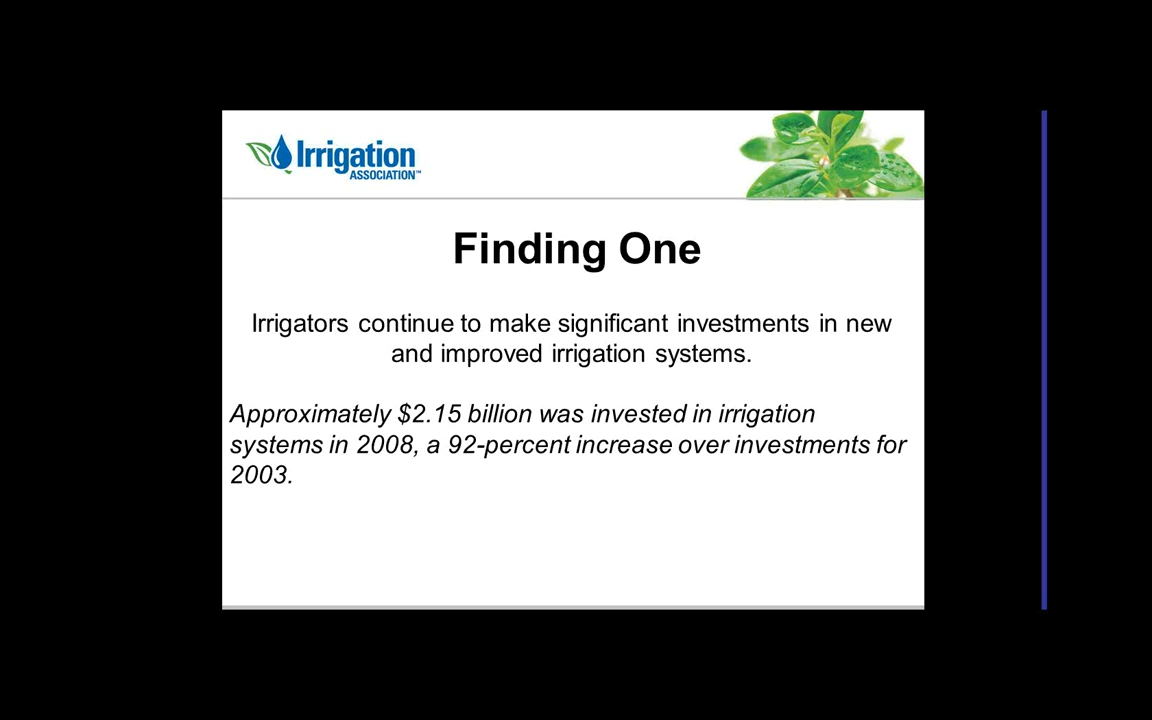 Irrigation
ASSOCIATION™
Finding One
Irrigators continue to make significant investments in new
and improved irrigation systems.
Approximately $2.15 billion was invested in irrigation
systems in 2008, a 92-percent increase over investments for
2003.